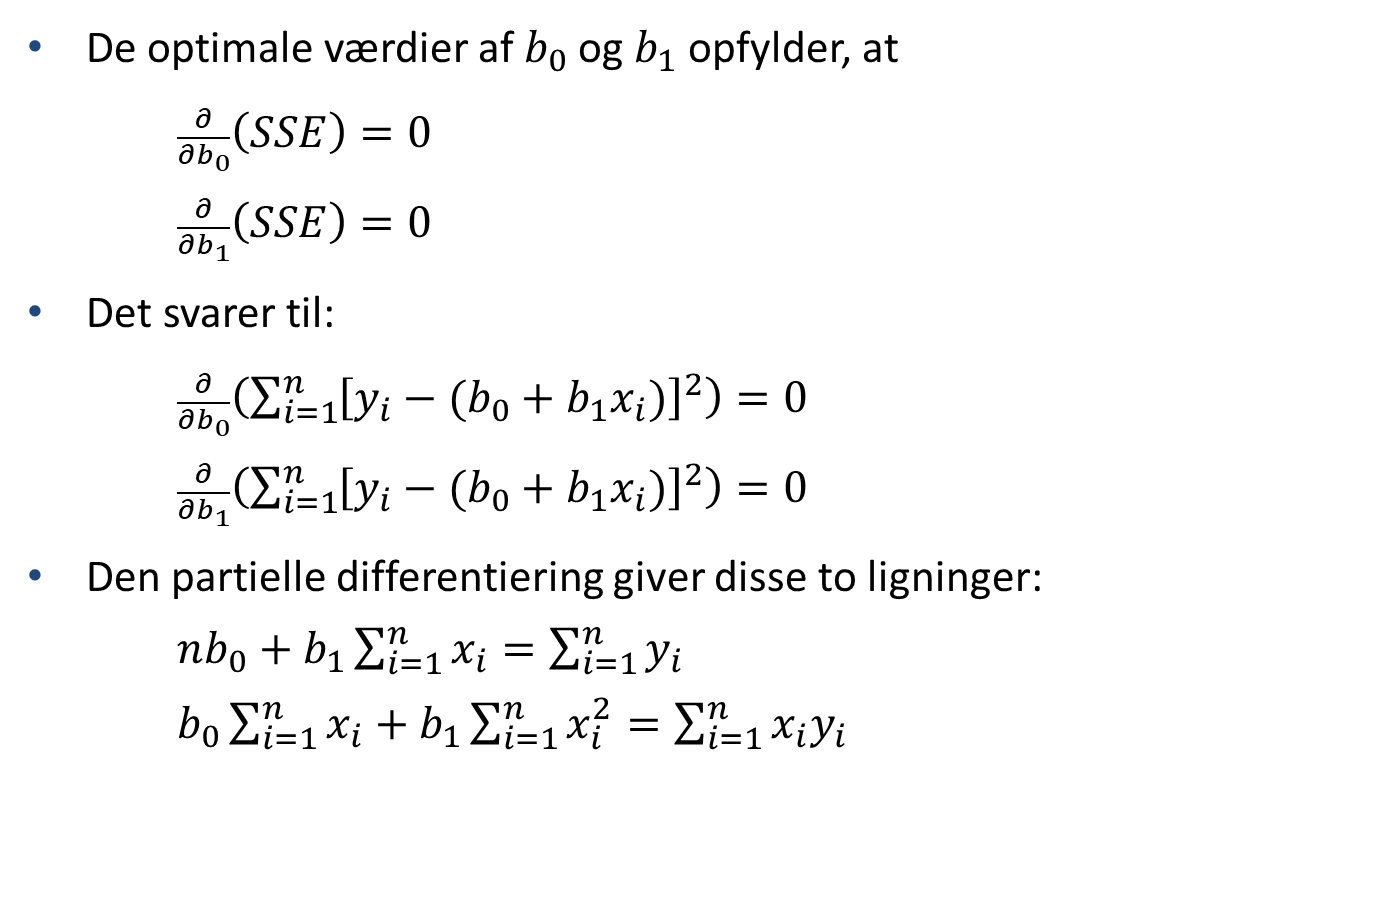 • De optimale værdier af b₀ og b₁ opfylder, at
∂/∂b₀ (SSE) = 0
∂/∂b₁ (SSE) = 0
• Det svarer til:
∂/∂b₀ (∑ⁿᵢ₌₁[yᵢ − (b₀ + b₁xᵢ)]²) = 0
∂/∂b₁ (∑ⁿᵢ₌₁[yᵢ − (b₀ + b₁xᵢ)]²) = 0
• Den partielle differentiering giver disse to ligninger:
nb₀ + b₁ ∑ⁿᵢ₌₁ xᵢ = ∑ⁿᵢ₌₁ yᵢ
b₀ ∑ⁿᵢ₌₁ xᵢ + b₁ ∑ⁿᵢ₌₁ xᵢ² = ∑ⁿᵢ₌₁ xᵢyᵢ